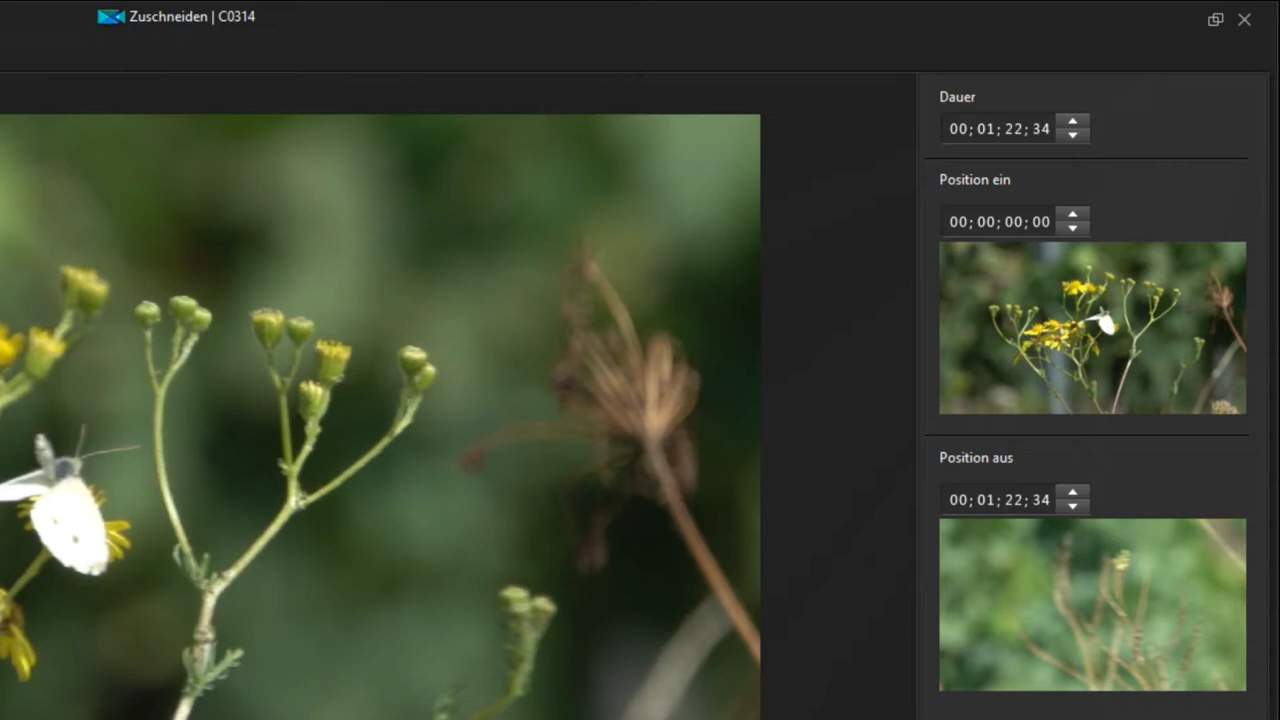 Zuschneiden | C0314
Dauer
00; 01; 22; 34
Position ein
00; 00; 00; 00
Position aus
00; 01; 22; 34